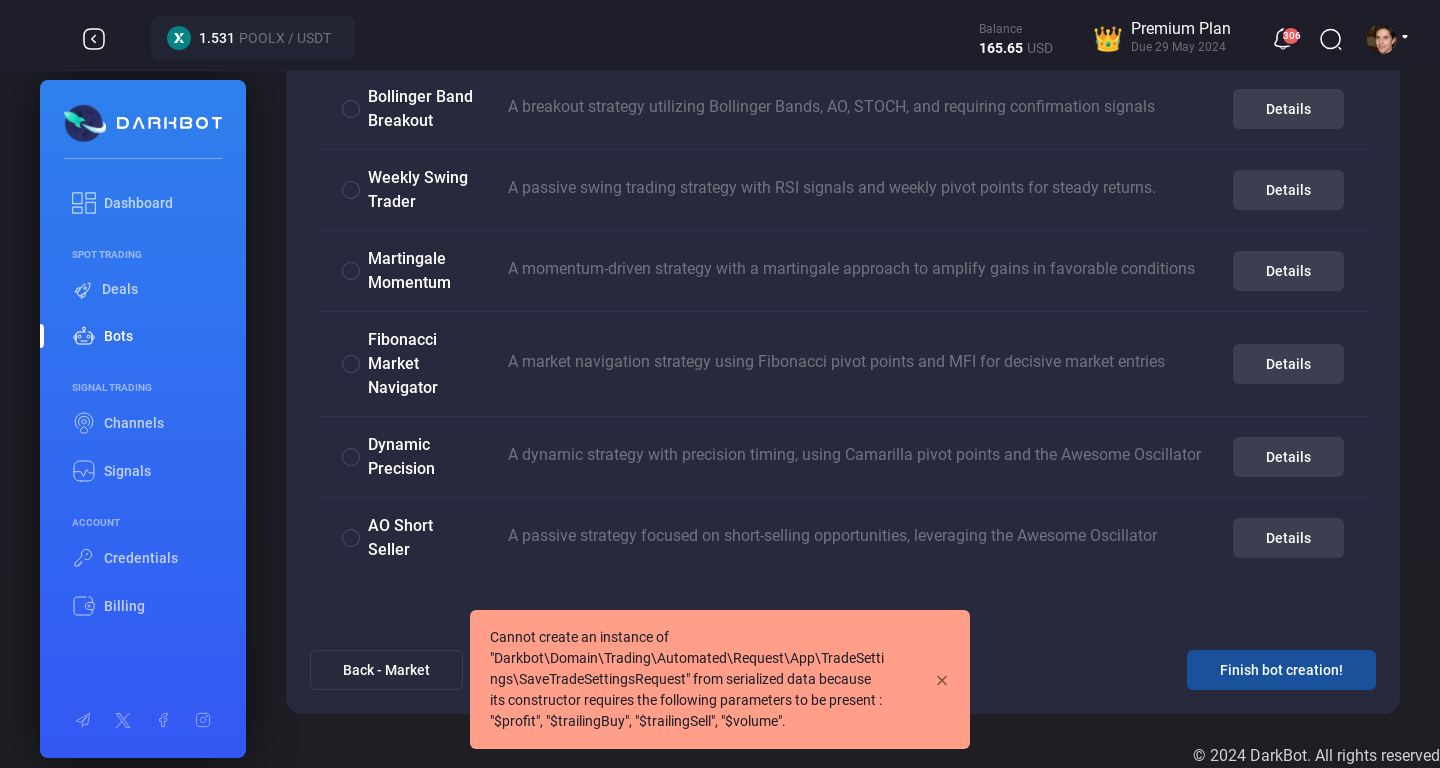 1.531 POOLX / USDT
Balance
165.65 USD
Premium Plan
Due 29 May 2024
306
DARKBOT
Dashboard
SPOT TRADING
Deals
Bots
SIGNAL TRADING
Channels
Signals
ACCOUNT
Credentials
Billing
Bollinger Band
Breakout
A breakout strategy utilizing Bollinger Bands, AO, STOCH, and requiring confirmation signals
Details
Weekly Swing
Trader
A passive swing trading strategy with RSI signals and weekly pivot points for steady returns.
Details
Martingale
Momentum
A momentum-driven strategy with a martingale approach to amplify gains in favorable conditions
Details
Fibonacci
Market
Navigator
A market navigation strategy using Fibonacci pivot points and MFI for decisive market entries
Details
Dynamic
Precision
A dynamic strategy with precision timing, using Camarilla pivot points and the Awesome Oscillator
Details
AO Short
Seller
A passive strategy focused on short-selling opportunities, leveraging the Awesome Oscillator
Details
Back - Market
Cannot create an instance of
"Darkbot\Domain\Trading\Automated\Request\App\TradeSetti
ngs\SaveTradeSettingsRequest" from serialized data because
its constructor requires the following parameters to be present :
"$profit", "$trailingBuy", "$trailingSell", "$volume".
Finish bot creation!
© 2024 DarkBot. All rights reserved